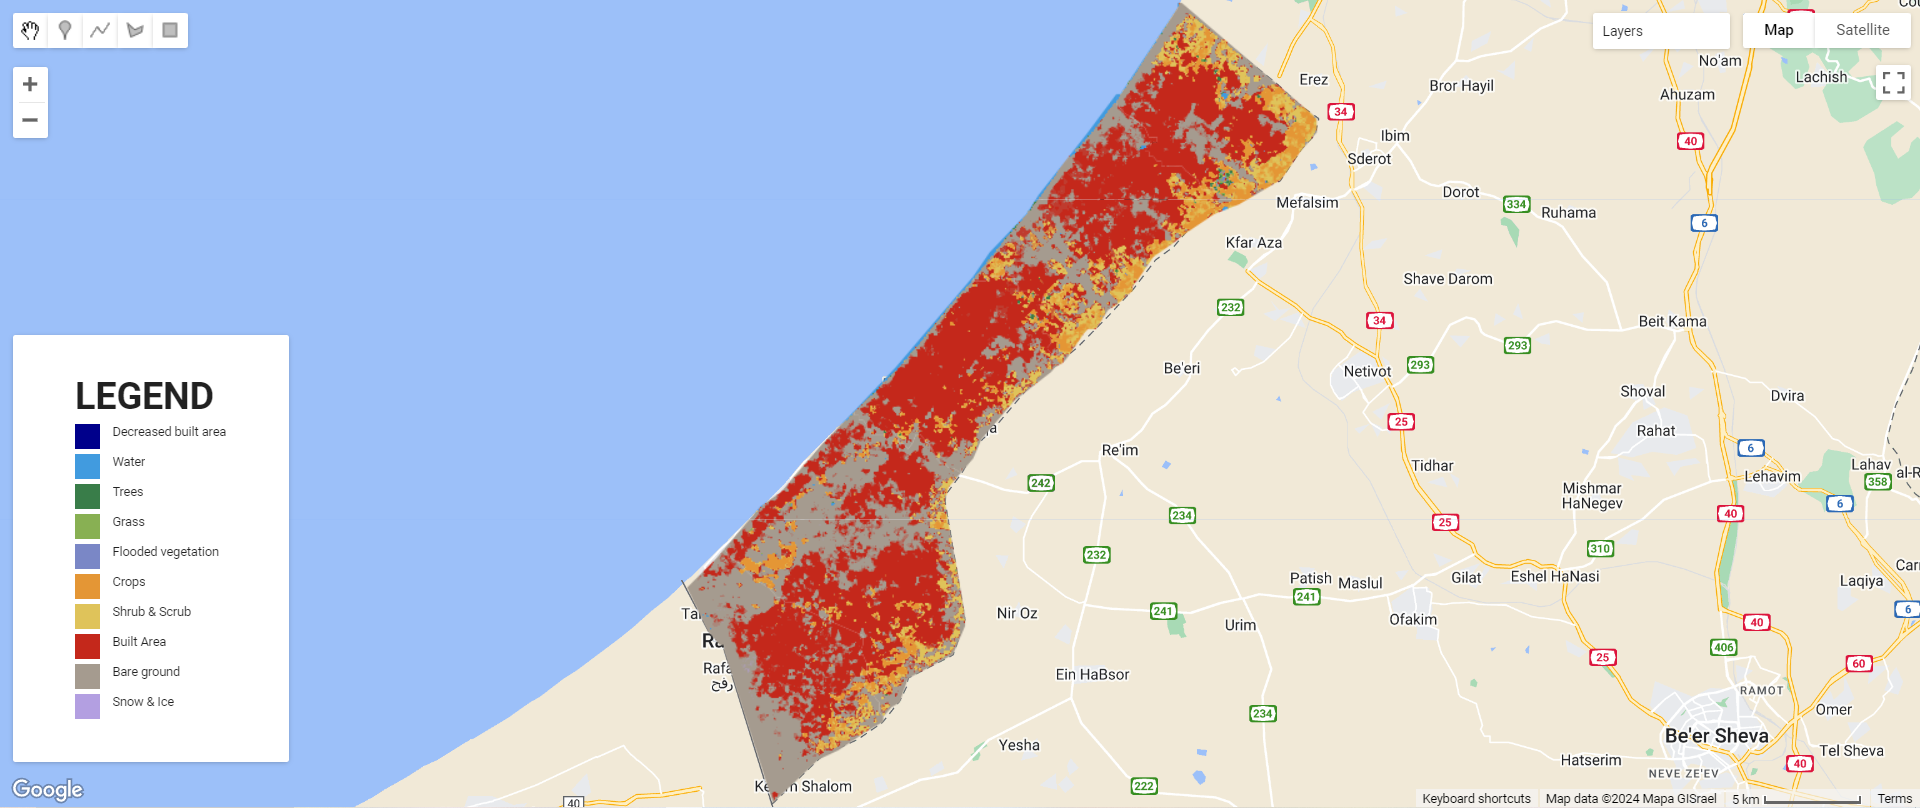 Layers
Map
Satellite
No'am
Lachish
Ahuzam
Erez
Bror Hayil
34
Ibim
40
Sderot
Dorot
334
Ruhama
Mefalsim
6
Kfar Aza
Shave Darom
232
34
Beit Kama
293
293
Be'eri
Netivot
Shoval
Dvira
25
Rahat
6
Re'im
Tidhar
Lahav
Lehavim
358
242
Mishmar
HaNegev
6
234
25
40
310
232
Patish
Maslul
Gilat
Eshel HaNasi
Laqiya
241
241
Nir Oz
Urim
Ofakim
6
40
406
25
60
Ein HaBsor
RAMOT
234
Omer
Yesha
Be'er Sheva
Tel Sheva
Hatserim
40
NEVE ZE'EV
Shalom
222
40
رفح
LEGEND
Decreased built area
Water
Trees
Grass
Flooded vegetation
Crops
Shrub & Scrub
Built Area
Bare ground
Snow & Ice
Google
Keyboard shortcuts
Map data ©2024 Mapa GISrael
5 km
Terms